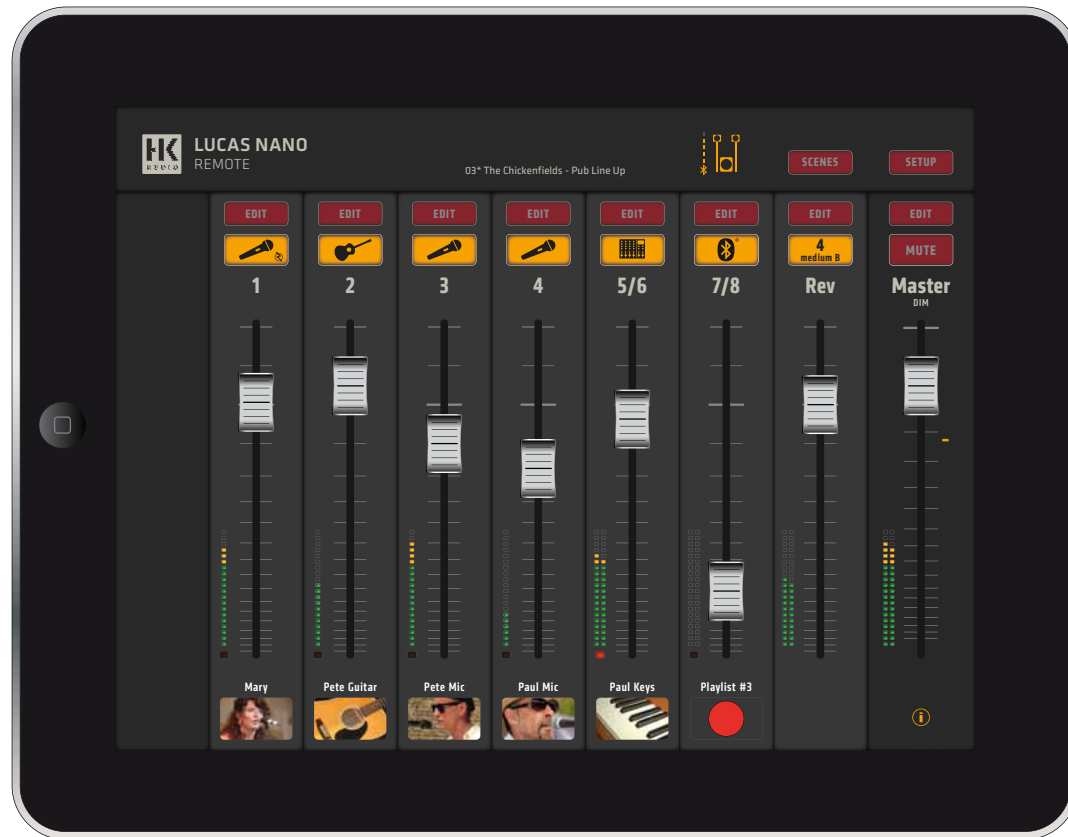 HK
AUDIO
LUCAS NANO
REMOTE
03* The Chickenfields - Pub Line Up
SCENES
SETUP
EDIT EDIT EDIT EDIT EDIT EDIT EDIT EDIT
4
medium B
MUTE
1 2 3 4 5/6 7/8 Rev Master
DIM
Mary Pete Guitar Pete Mic Paul Mic Paul Keys Playlist #3
i